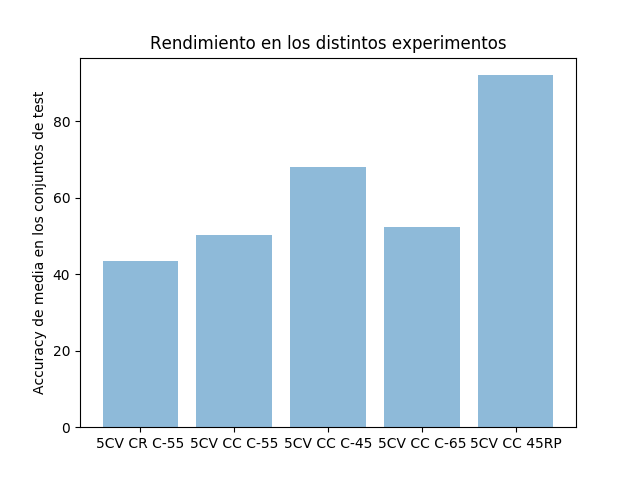 Rendimiento en los distintos experimentos
Accuracy de media en los conjuntos de test
80
60
40
20
0
5CV CR C-55 5CV CC C-55 5CV CC C-45 5CV CC C-65 5CV CC 45RP